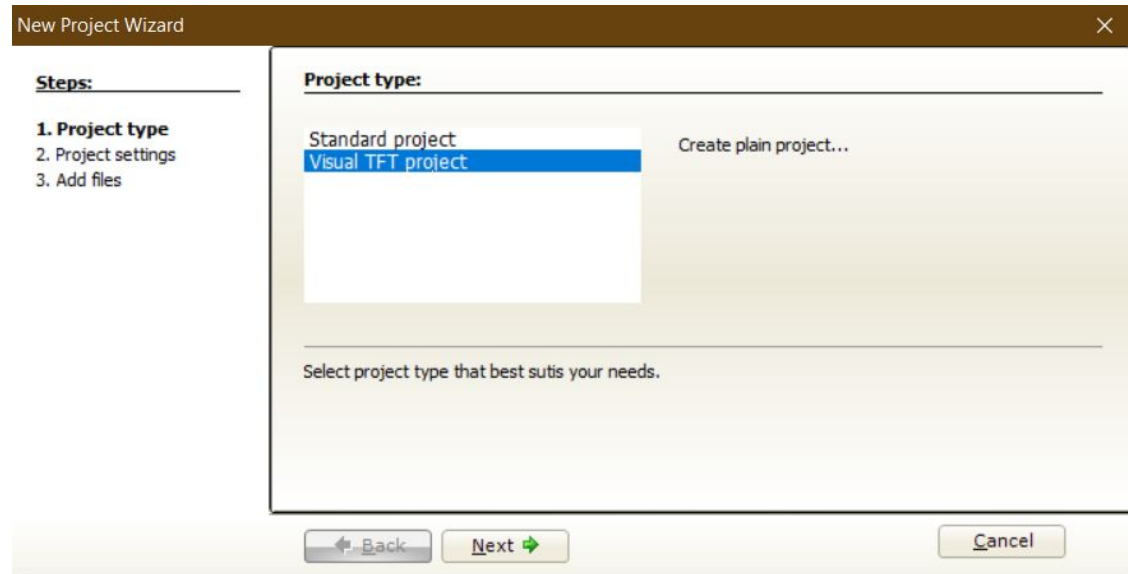 New Project Wizard
Steps:
1. Project type
2. Project settings
3. Add files
Project type:
Standard project
Visual TFT project
Create plain project...
Select project type that best sutis your needs.
Back
Next
Cancel